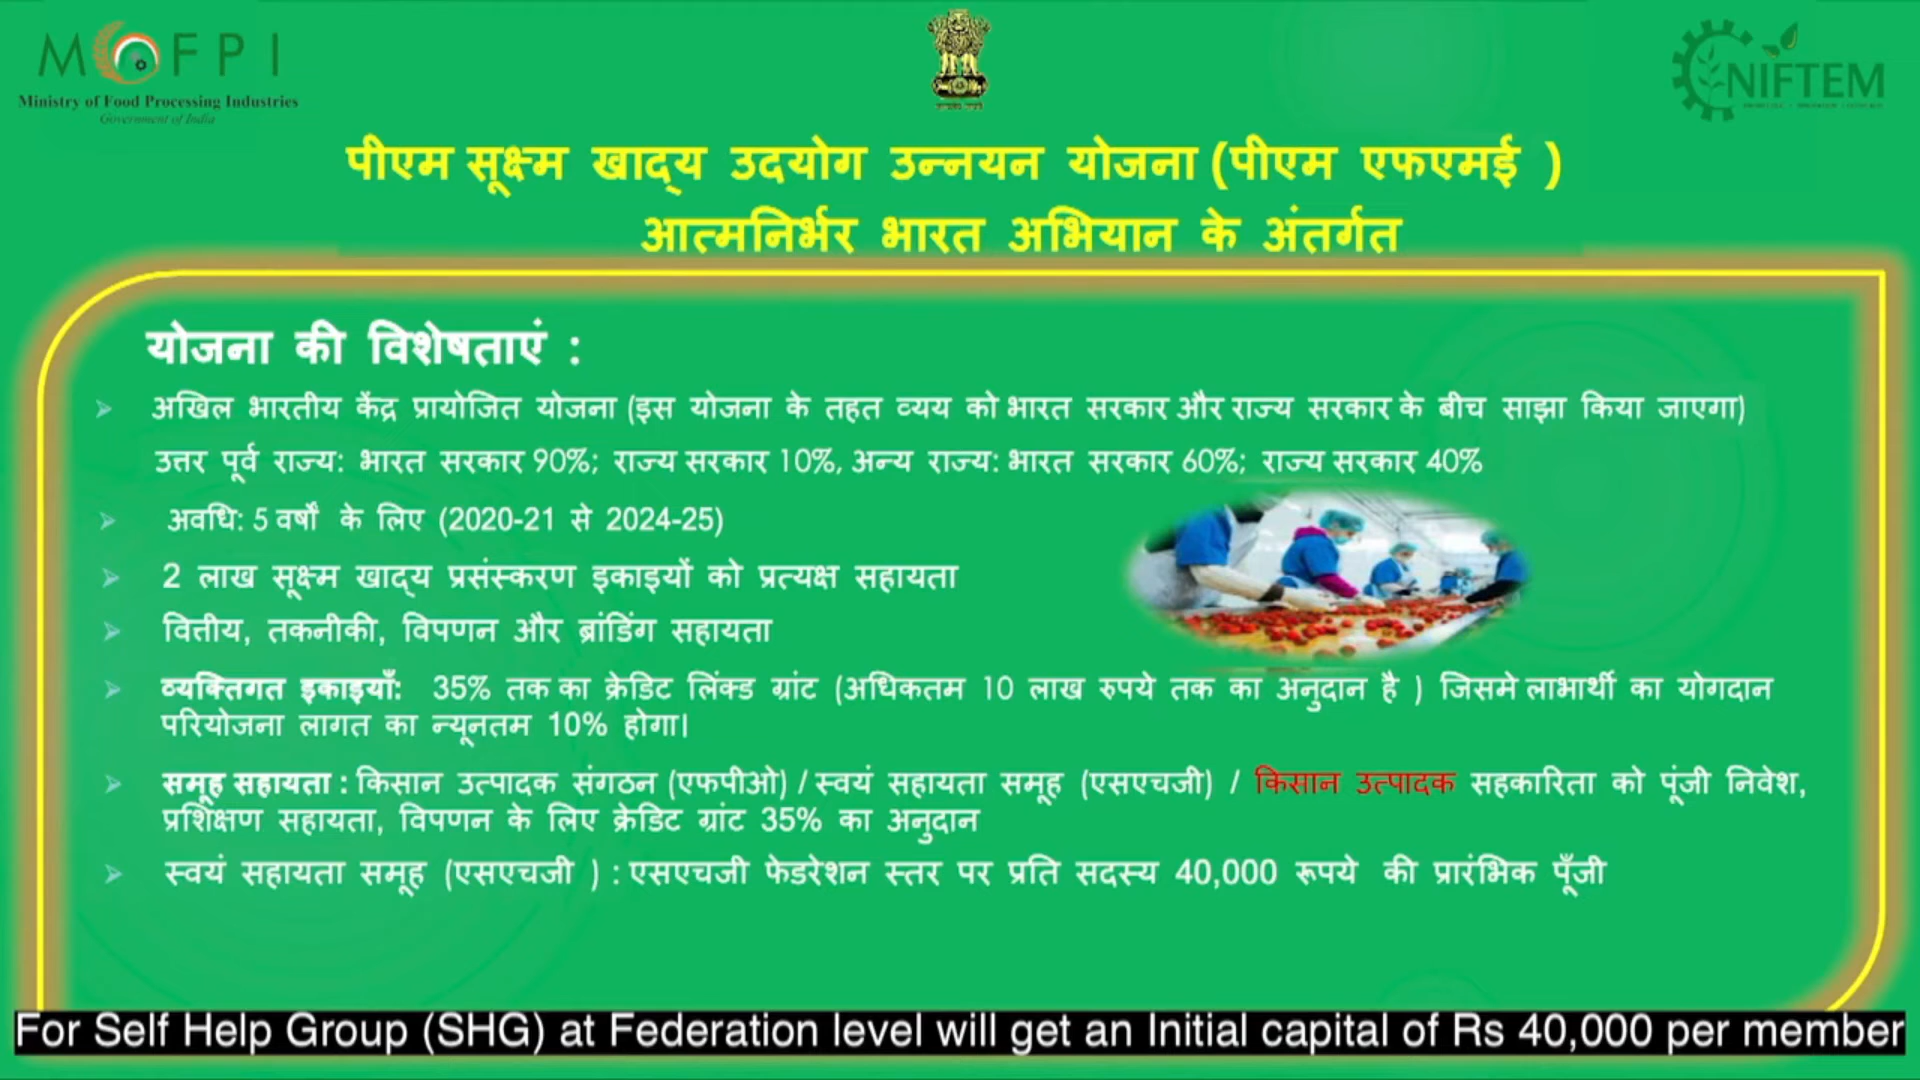 MOFPI
Ministry of Food Processing Industries
Government of India
NIFTEM
पीएम सूक्ष्म खाद्य उदयोग उन्नयन योजना (पीएम एफएमई )
आत्मनिर्भर भारत अभियान के अंतर्गत
योजना की विशेषताएं :
अखिल भारतीय केंद्र प्रायोजित योजना (इस योजना के तहत व्यय को भारत सरकार और राज्य सरकार के बीच साझा किया जाएगा)
उत्तर पूर्व राज्य: भारत सरकार 90%; राज्य सरकार 10%, अन्य राज्य: भारत सरकार 60%; राज्य सरकार 40%
अवधि: 5 वर्षों के लिए (2020-21 से 2024-25)
2 लाख सूक्ष्म खाद्य प्रसंस्करण इकाइयों को प्रत्यक्ष सहायता
वित्तीय, तकनीकी, विपणन और ब्रांडिंग सहायता
व्यक्तिगत इकाइयाँ: 35% तक का क्रेडिट लिंक्ड ग्रांट (अधिकतम 10 लाख रुपये तक का अनुदान है ) जिसमे लाभार्थी का योगदान
परियोजना लागत का न्यूनतम 10% होगा।
समूह सहायता : किसान उत्पादक संगठन (एफपीओ) / स्वयं सहायता समूह (एसएचजी) / किसान उत्पादक सहकारिता को पूंजी निवेश,
प्रशिक्षण सहायता, विपणन के लिए क्रेडिट ग्रांट 35% का अनुदान
स्वयं सहायता समूह (एसएचजी ) : एसएचजी फेडरेशन स्तर पर प्रति सदस्य 40,000 रूपये की प्रारंभिक पूँजी
For Self Help Group (SHG) at Federation level will get an Initial capital of Rs 40,000 per member